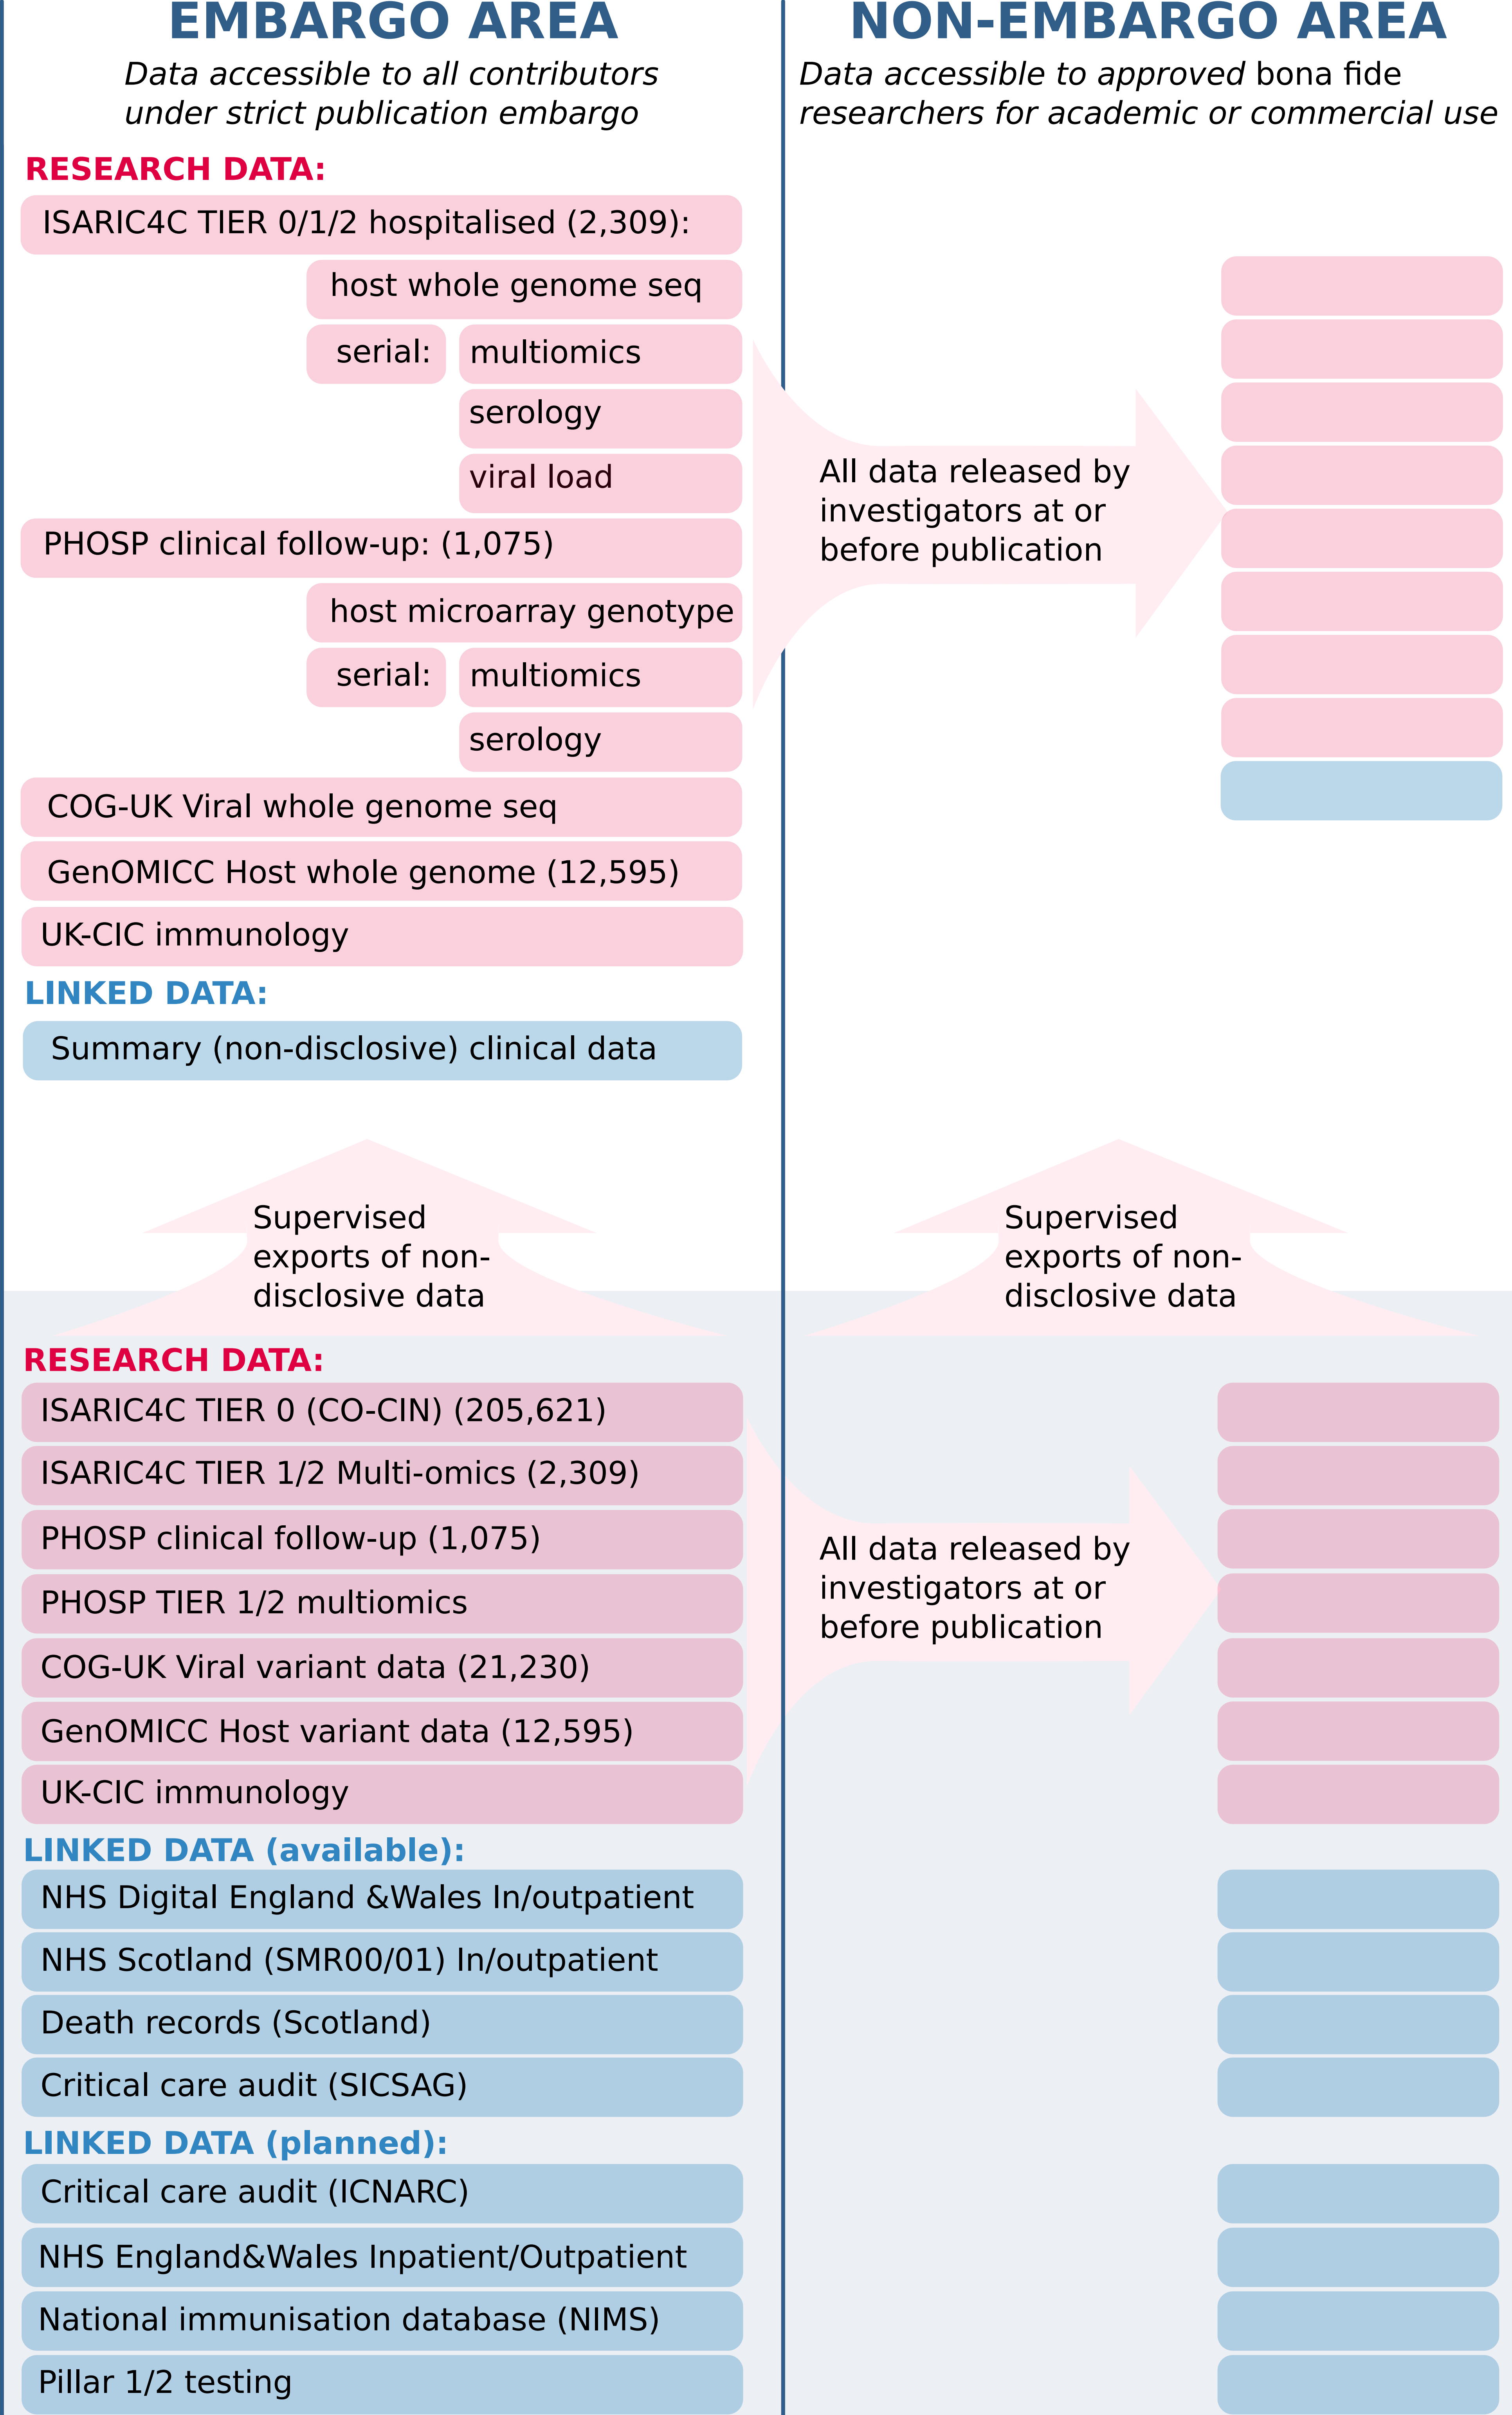 EMBARGO AREA
Data accessible to all contributors
under strict publication embargo
NON-EMBARGO AREA
Data accessible to approved bona fide
researchers for academic or commercial use
RESEARCH DATA:
ISARIC4C TIER 0/1/2 hospitalised (2,309):
host whole genome seq
serial: multiomics
serology
viral load
PHOSP clinical follow-up: (1,075)
host microarray genotype
serial: multiomics
serology
COG-UK Viral whole genome seq
GenOMICC Host whole genome (12,595)
UK-CIC immunology
All data released by
investigators at or
before publication
LINKED DATA:
Summary (non-disclosive) clinical data
Supervised
exports of non-
disclosive data
Supervised
exports of non-
disclosive data
RESEARCH DATA:
ISARIC4C TIER 0 (CO-CIN) (205,621)
ISARIC4C TIER 1/2 Multi-omics (2,309)
PHOSP clinical follow-up (1,075)
PHOSP TIER 1/2 multiomics
COG-UK Viral variant data (21,230)
GenOMICC Host variant data (12,595)
UK-CIC immunology
All data released by
investigators at or
before publication
LINKED DATA (available):
NHS Digital England &Wales In/outpatient
NHS Scotland (SMR00/01) In/outpatient
Death records (Scotland)
Critical care audit (SICSAG)
LINKED DATA (planned):
Critical care audit (ICNARC)
NHS England&Wales Inpatient/Outpatient
National immunisation database (NIMS)
Pillar 1/2 testing